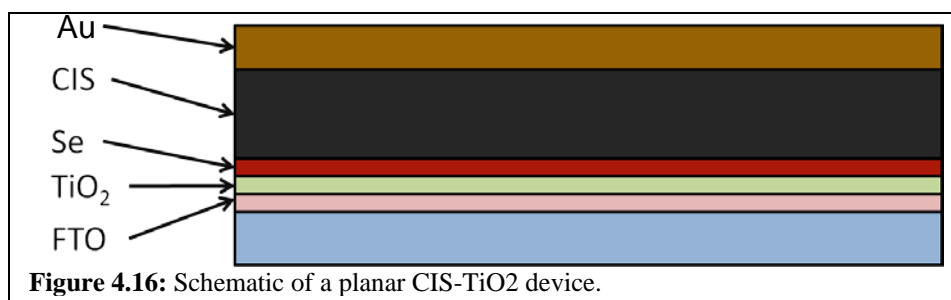 Au
CIS
Se
TiO₂
FTO
Figure 4.16: Schematic of a planar CIS-TiO2 device.